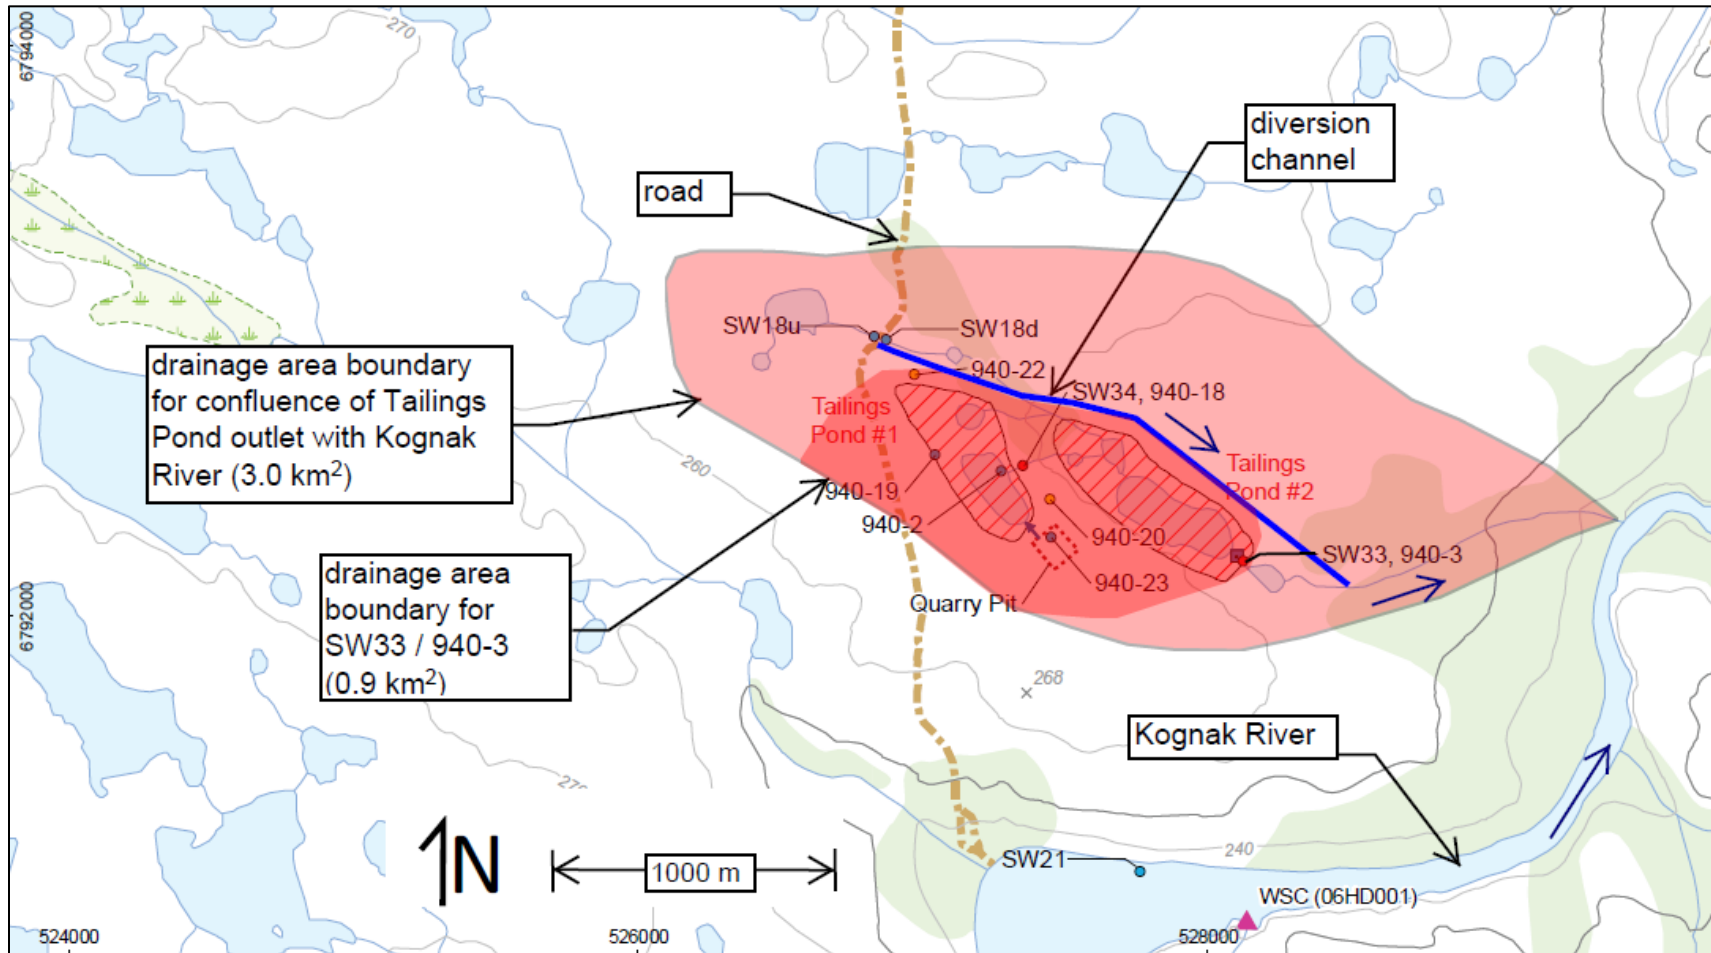 6794000
270
diversion
channel
road
SW18u
SW18d
940-22
SW34, 940-18
drainage area boundary
for confluence of Tailings
Pond outlet with Kognak
River (3.0 km²)
Tailings
Pond #1
260
Tailings
Pond #2
940-19
940-2
940-20
SW33, 940-3
940-23
Quarry Pit
drainage area
boundary for
SW33 / 940-3
(0.9 km²)
6792000
268
Kognak River
N
1000 m
SW21
240
WSC (06HD001)
524000
526000
528000